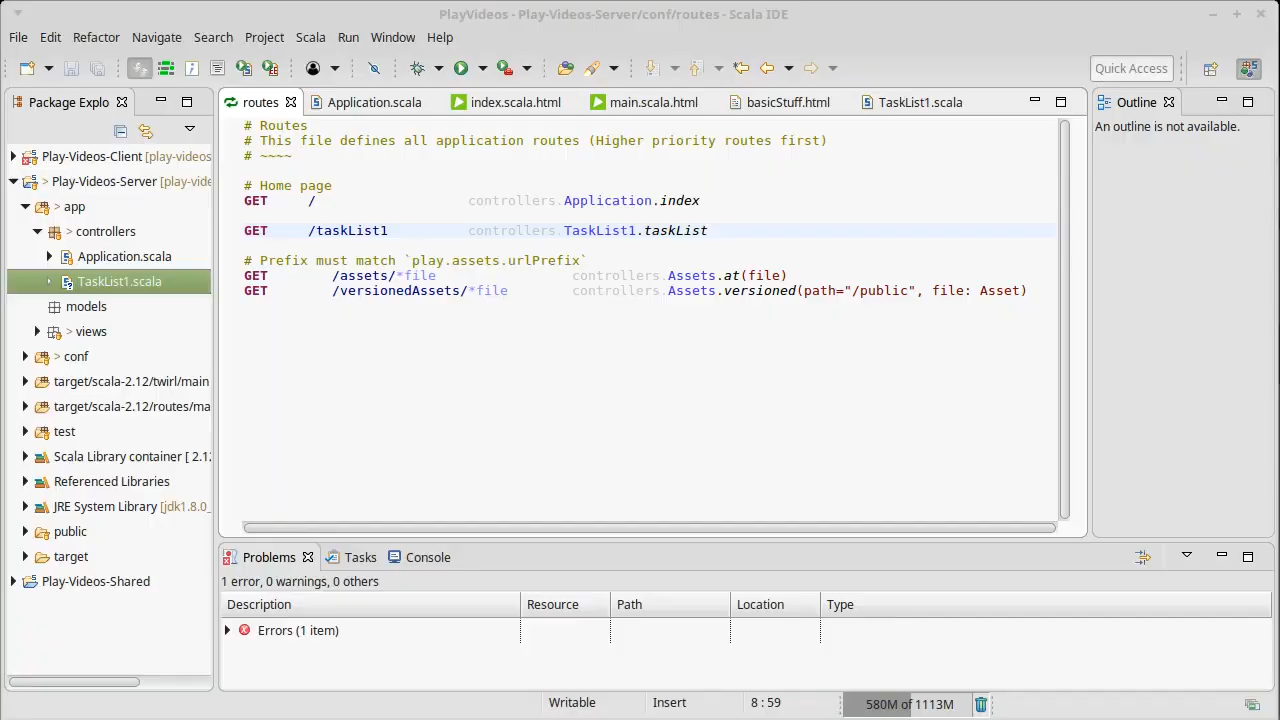 PlayVideos - Play-Videos-Server/conf/routes - Scala IDE
File Edit Refactor Navigate Search Project Scala Run Window Help
Quick Access
Package Explo
routes
Application.scala
index.scala.html
main.scala.html
basicStuff.html
TaskList1.scala
Outline
An outline is not available.
Play-Videos-Client [play-videos
> Play-Videos-Server [play-vide
> app
> controllers
Application.scala
TaskList1.scala
models
> views
> conf
target/scala-2.12/twirl/main
target/scala-2.12/routes/ma
test
Scala Library container [ 2.12
Referenced Libraries
JRE System Library [jdk1.8.0_
public
target
Play-Videos-Shared
# Routes
# This file defines all application routes (Higher priority routes first)
# ~~~~
# Home page
GET / controllers.Application.index
GET /taskList1 controllers.TaskList1.taskList
# Prefix must match `play.assets.urlPrefix`
GET /assets/*file controllers.Assets.at(file)
GET /versionedAssets/*file controllers.Assets.versioned(path="/public", file: Asset)
Problems
Tasks
Console
1 error, 0 warnings, 0 others
Description Resource Path Location Type
Errors (1 item)
Writable Insert 8 : 59 580M of 1113M